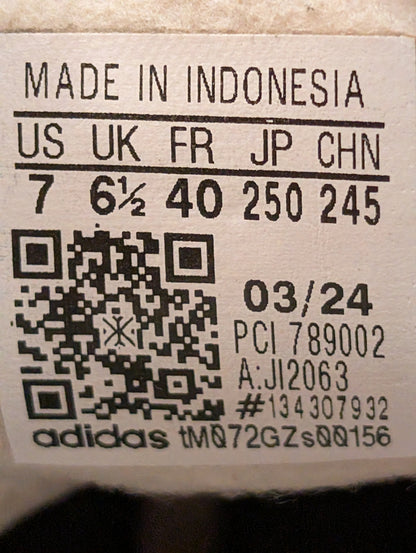 MADE IN INDONESIA
US UK FR JP CHN
7 6½ 40 250 245
03/24
PCI 789002
A:JI2063
#134307932
adidas tM072GZs00156